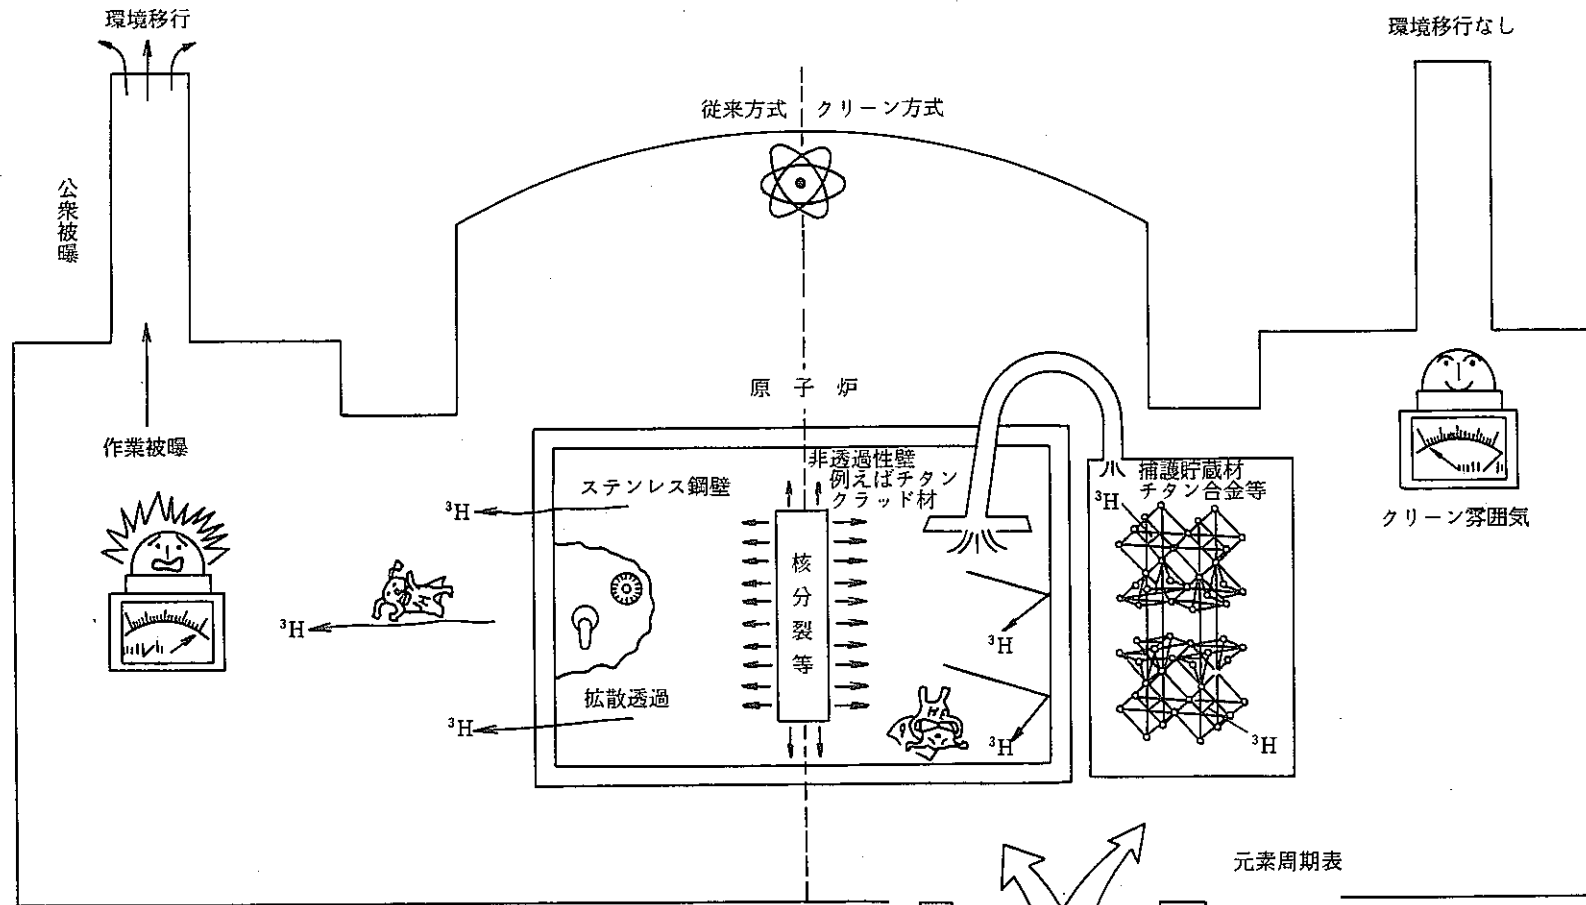 環境移行
環境移行なし
従来方式
クリーン方式
公衆被曝
原子炉
作業被曝
非透過性壁
例えばチタン
クラッド材
ステンレス鋼壁
捕護貯蔵材
チタン合金等
³H
³H
クリーン雰囲気
核分裂等
³H
³H
拡散透過
³H
³H
³H
元素周期表